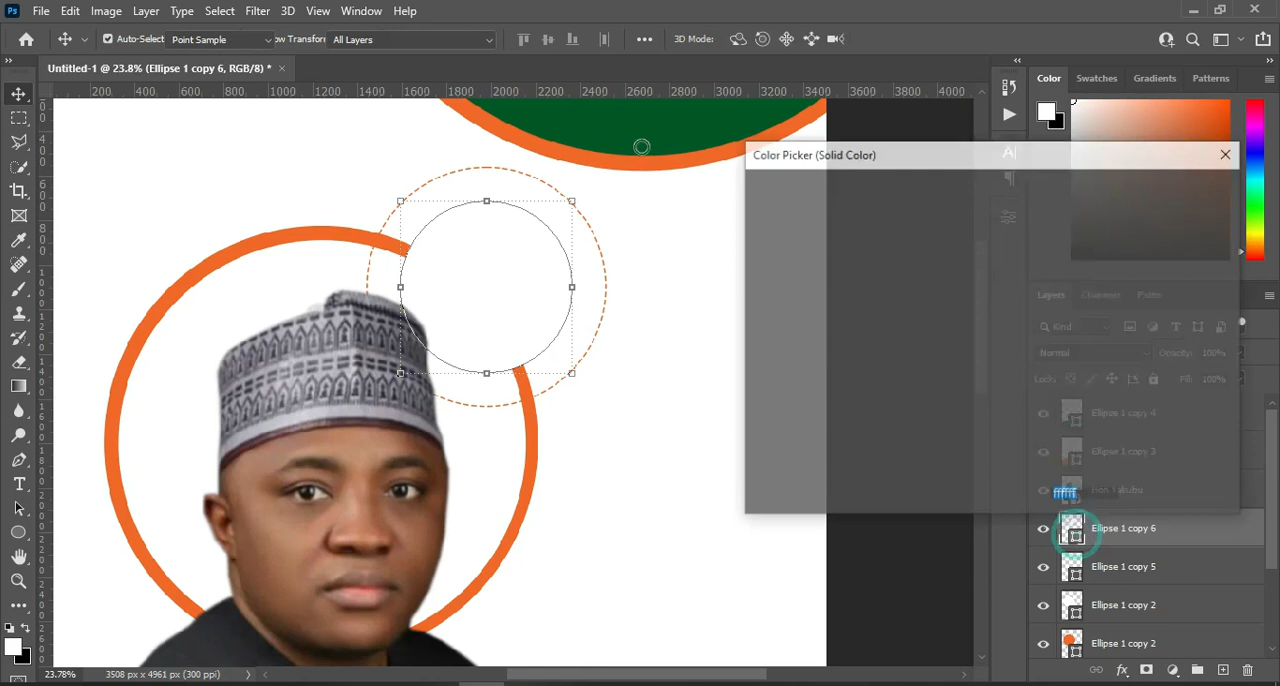 Ps File Edit Image Layer Type Select Filter 3D View Window Help
Auto-Select Point Sample ow Transform All Layers 3D Mode:
Untitled-1 @ 23.8% (Ellipse 1 copy 6, RGB/8) *
Color Swatches Gradients Patterns
200 400 600 800 1000 1200 1400 1600 1800 2000 2200 2400 2600 2800 3000 3200 3400 3600 3800 4000
Color Picker (Solid Color)
Layers Channels Paths
Kind
Normal Opacity: 100%
Lock: Fill: 100%
Ellipse 1 copy 4
Ellipse 1 copy 3
ffffff
Ellipse 1 copy 6
Ellipse 1 copy 5
Ellipse 1 copy 2
Ellipse 1 copy 2
23.78% 3508 px x 4961 px (300 ppi)